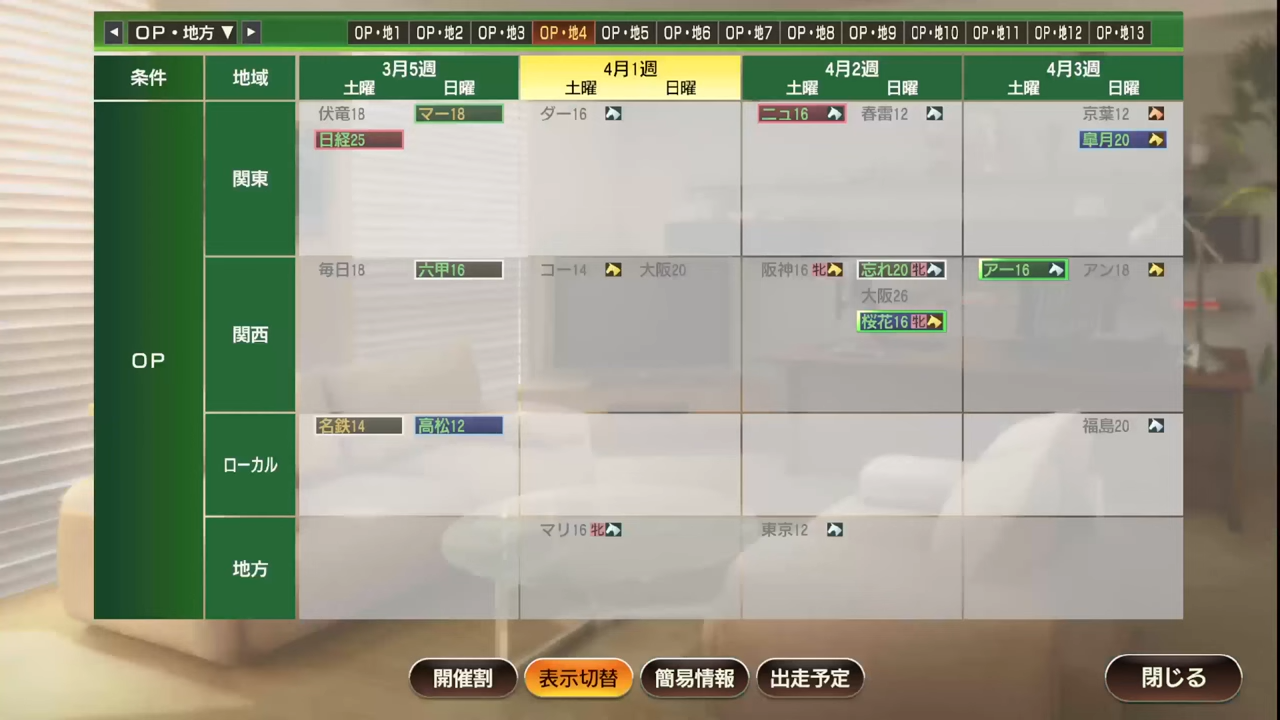 ◀ OP・地方▼ ▶ OP・地1 OP・地2 OP・地3 OP・地4 OP・地5 OP・地6 OP・地7 OP・地8 OP・地9 OP・地10 OP・地11 OP・地12 OP・地13
条件 地域
3月5週 4月1週 4月2週 4月3週
土曜 日曜 土曜 日曜 土曜 日曜 土曜 日曜
OP
関東
伏竜18 マー18 ダー16 ニュ16 春雷12 京葉12
日経25 皐月20
関西
毎日18 六甲16 コー14 大阪20 阪神16 牝 忘れ20 牝 アー16 アン18
大阪26
桜花16 牝
ローカル
名鉄14 高松12 福島20
地方
マリ16 牝 東京12
開催割 表示切替 簡易情報 出走予定 閉じる